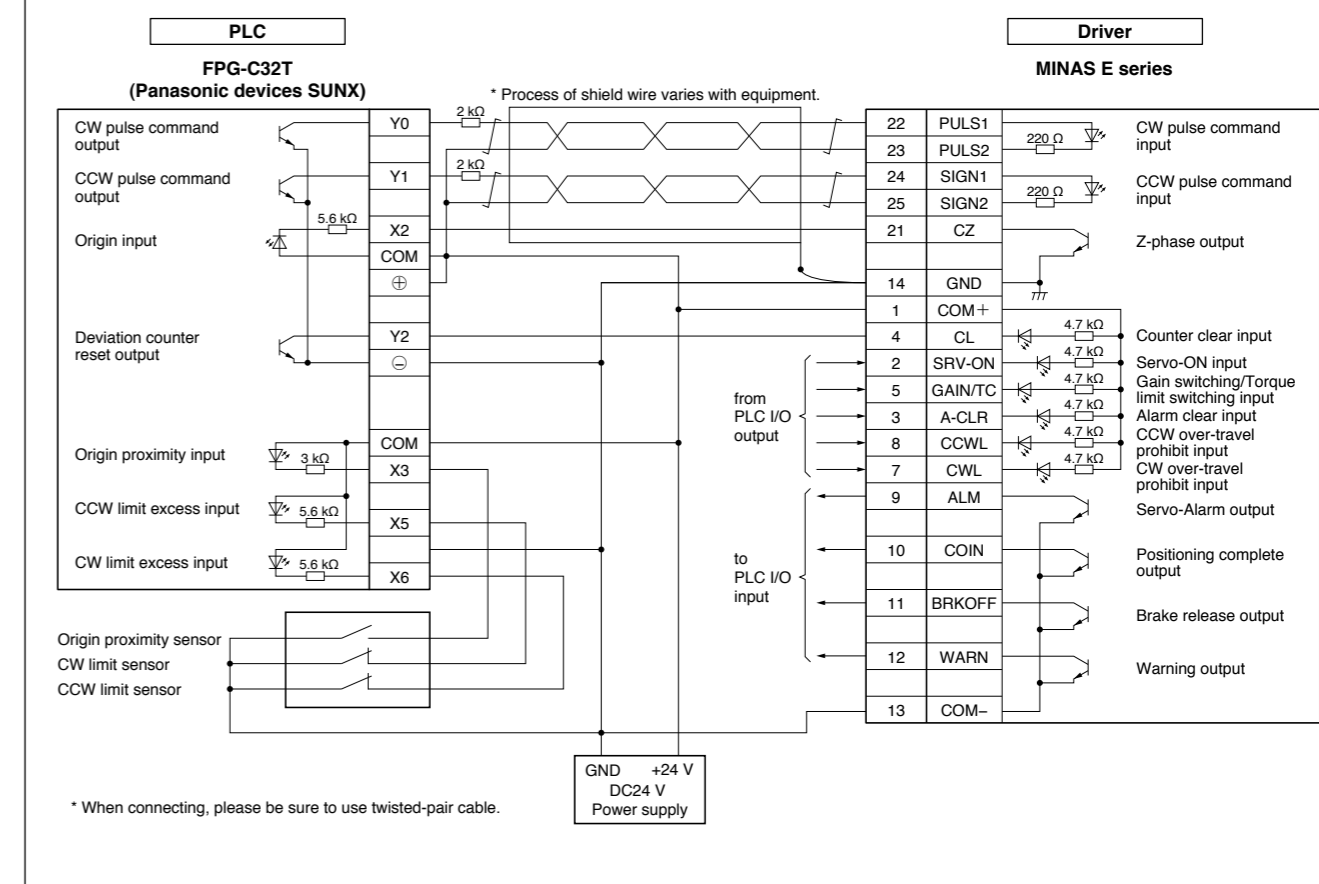 PLC
FPG-C32T
(Panasonic devices SUNX)
Driver
MINAS E series
* Process of shield wire varies with equipment.
CW pulse command
output
CCW pulse command
output
Origin input
5.6 kΩ
Deviation counter
reset output
Origin proximity input
3 kΩ
CCW limit excess input
5.6 kΩ
CW limit excess input
5.6 kΩ
Y0
Y1
X2
COM
⊕
Y2
⊖
COM
X3
X5
X6
2 kΩ
2 kΩ
Origin proximity sensor
CW limit sensor
CCW limit sensor
from
PLC I/O
output
to
PLC I/O
input
22 PULS1
23 PULS2
24 SIGN1
25 SIGN2
21 CZ
14 GND
1 COM+
4 CL
2 SRV-ON
5 GAIN/TC
3 A-CLR
8 CCWL
7 CWL
9 ALM
10 COIN
11 BRKOFF
12 WARN
13 COM–
220 Ω
220 Ω
4.7 kΩ
4.7 kΩ
4.7 kΩ
4.7 kΩ
4.7 kΩ
4.7 kΩ
CW pulse command
input
CCW pulse command
input
Z-phase output
Counter clear input
Servo-ON input
Gain switching/Torque
limit switching input
Alarm clear input
CCW over-travel
prohibit input
CW over-travel
prohibit input
Servo-Alarm output
Positioning complete
output
Brake release output
Warning output
GND +24 V
DC24 V
Power supply
* When connecting, please be sure to use twisted-pair cable.